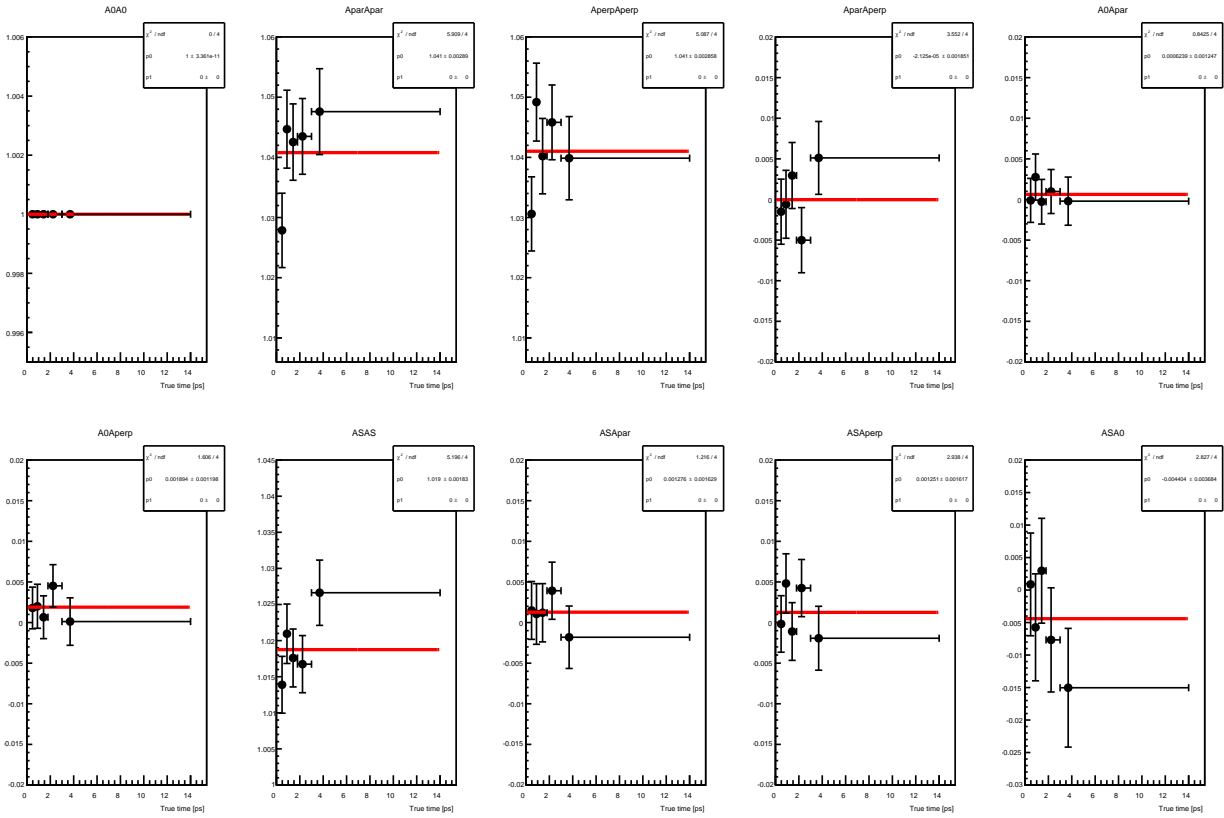 A0A0
χ² / ndf 0 / 4
p0 1 ± 3.361e-11
p1 0 ± 0
1.006
1.004
1.002
1
0.998
0.996
0 2 4 6 8 10 12 14
True time [ps]
AparApar
χ² / ndf 5.909 / 4
p0 1.041 ± 0.00289
p1 0 ± 0
1.06
1.05
1.04
1.03
1.02
1.01
0 2 4 6 8 10 12 14
True time [ps]
AperpAperp
χ² / ndf 5.087 / 4
p0 1.041 ± 0.002858
p1 0 ± 0
1.06
1.05
1.04
1.03
1.02
1.01
0 2 4 6 8 10 12 14
True time [ps]
AparAperp
χ² / ndf 3.552 / 4
p0 -2.125e-05 ± 0.001851
p1 0 ± 0
0.02
0.015
0.01
0.005
0
-0.005
-0.01
-0.015
-0.02
0 2 4 6 8 10 12 14
True time [ps]
A0Apar
χ² / ndf 0.8425 / 4
p0 0.0006239 ± 0.001247
p1 0 ± 0
0.02
0.015
0.01
0.005
0
-0.005
-0.01
-0.015
-0.02
0 2 4 6 8 10 12 14
True time [ps]
A0Aperp
χ² / ndf 1.606 / 4
p0 0.001894 ± 0.001198
p1 0 ± 0
0.02
0.015
0.01
0.005
0
-0.005
-0.01
-0.015
-0.02
0 2 4 6 8 10 12 14
True time [ps]
ASAS
χ² / ndf 5.196 / 4
p0 1.019 ± 0.00183
p1 0 ± 0
1.045
1.04
1.035
1.03
1.025
1.02
1.015
1.01
1.005
1
0 2 4 6 8 10 12 14
True time [ps]
ASApar
χ² / ndf 1.216 / 4
p0 0.001276 ± 0.001629
p1 0 ± 0
0.02
0.015
0.01
0.005
0
-0.005
-0.01
-0.015
-0.02
0 2 4 6 8 10 12 14
True time [ps]
ASAperp
χ² / ndf 2.938 / 4
p0 0.001251 ± 0.001617
p1 0 ± 0
0.02
0.015
0.01
0.005
0
-0.005
-0.01
-0.015
-0.02
0 2 4 6 8 10 12 14
True time [ps]
ASA0
χ² / ndf 2.827 / 4
p0 -0.004404 ± 0.003684
p1 0 ± 0
0.02
0.015
0.01
0.005
0
-0.005
-0.01
-0.015
-0.02
-0.025
-0.03
0 2 4 6 8 10 12 14
True time [ps]